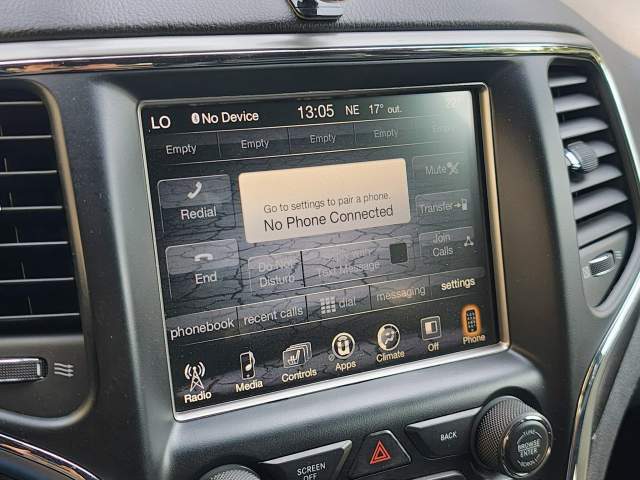 LO No Device 13:05 NE 17° out.
Empty Empty Empty Empty
Redial
Go to settings to pair a phone.
No Phone Connected
Mute
Transfer
End
Do Not
Disturb
Text Message
Join
Calls
phonebook recent calls dial messaging settings
Radio Media Controls Apps Climate Off Phone
SCREEN
OFF
BACK
TUNE
BROWSE
ENTER
SCROLL